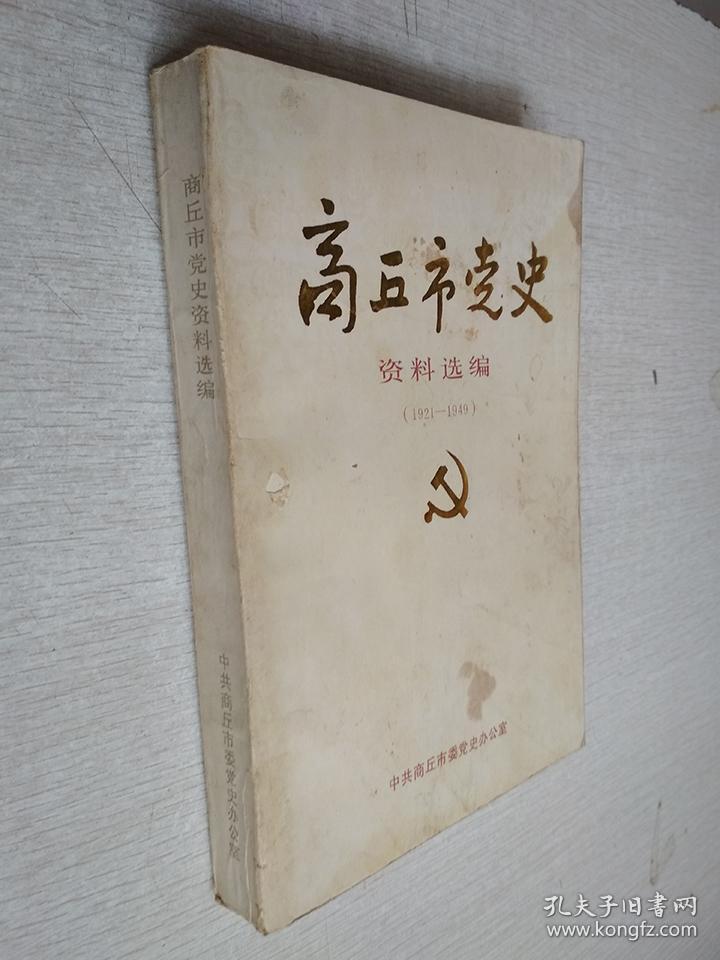 商丘市党史
资料选编
(1921—1949)
中共商丘市委党史办公室
商丘市党史资料选编
中共商丘市委党史办公室
孔夫子旧书网
www.kongfz.com